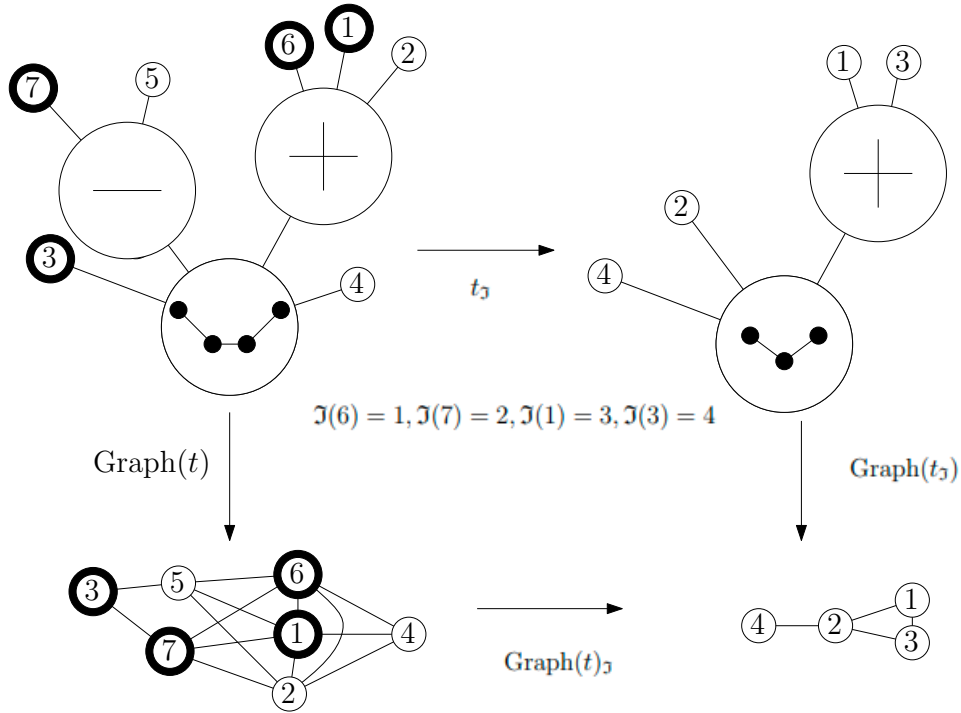 6 1 2
7 5
1 3
+
−
+
2
3 4
4
t_ℑ
ℑ(6) = 1, ℑ(7) = 2, ℑ(1) = 3, ℑ(3) = 4
Graph(t)
Graph(t_ℑ)
3 5 6
7 1 4
2
4 2 1
3
Graph(t)_ℑ